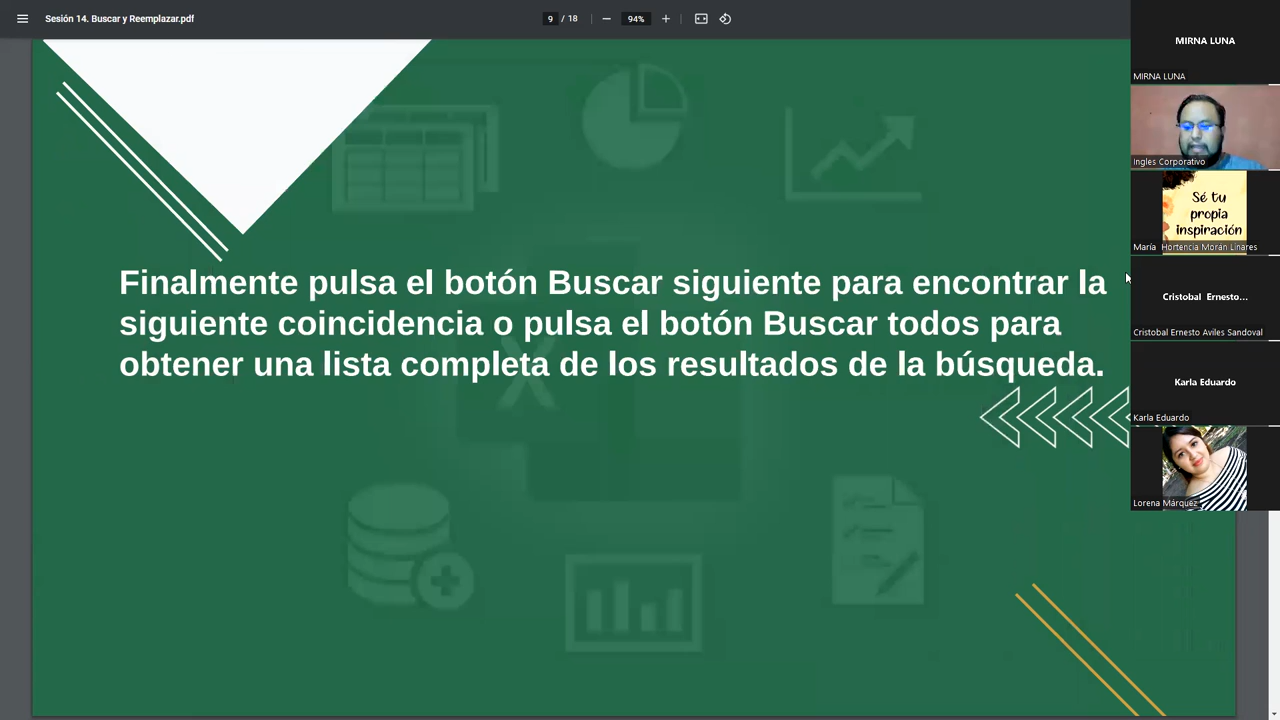 Sesión 14. Buscar y Reemplazar.pdf
9 / 18
94%
Finalmente pulsa el botón Buscar siguiente para encontrar la
siguiente coincidencia o pulsa el botón Buscar todos para
obtener una lista completa de los resultados de la búsqueda.
X
MIRNA LUNA
MIRNA LUNA
Ingles Corporativo
Sé tu
propia
inspiración
María Hortencia Morán Linares
Cristobal Ernesto...
Cristobal Ernesto Aviles Sandoval
Karla Eduardo
Karla Eduardo
Lorena Márquez